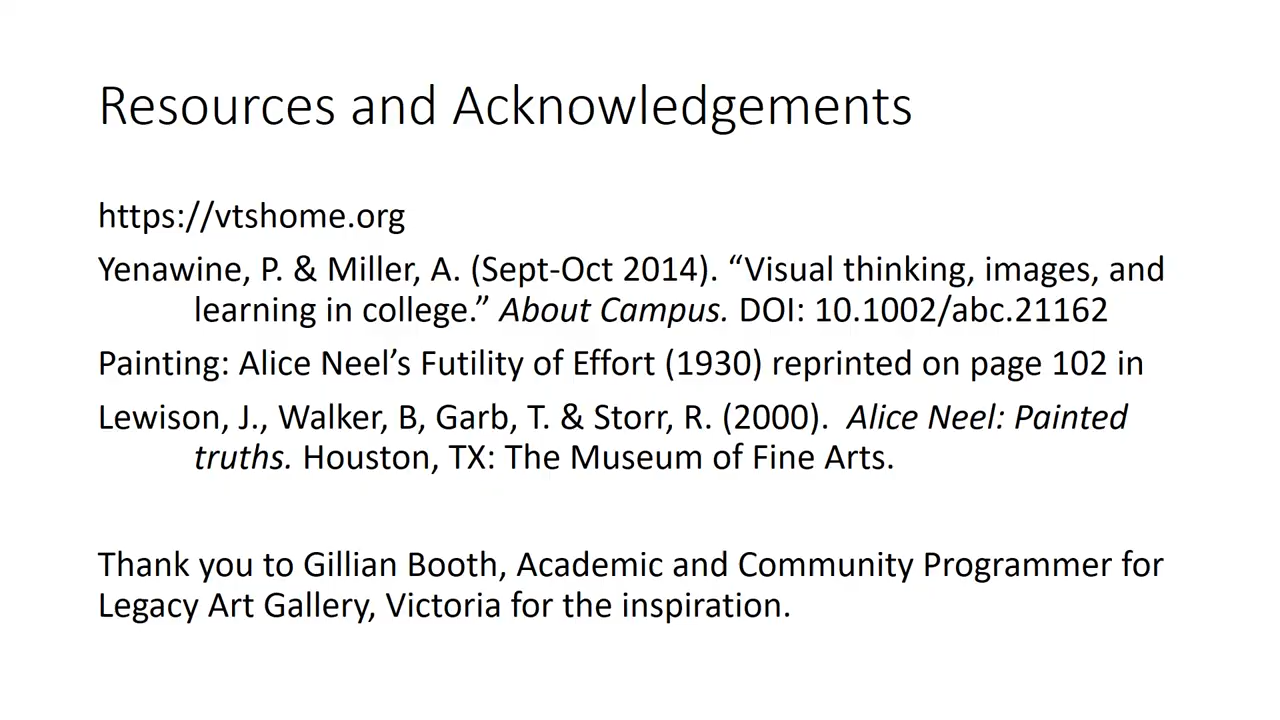 Resources and Acknowledgements
https://vtshome.org
Yenawine, P. & Miller, A. (Sept-Oct 2014). “Visual thinking, images, and
learning in college.” About Campus. DOI: 10.1002/abc.21162
Painting: Alice Neel’s Futility of Effort (1930) reprinted on page 102 in
Lewison, J., Walker, B, Garb, T. & Storr, R. (2000). Alice Neel: Painted
truths. Houston, TX: The Museum of Fine Arts.
Thank you to Gillian Booth, Academic and Community Programmer for
Legacy Art Gallery, Victoria for the inspiration.